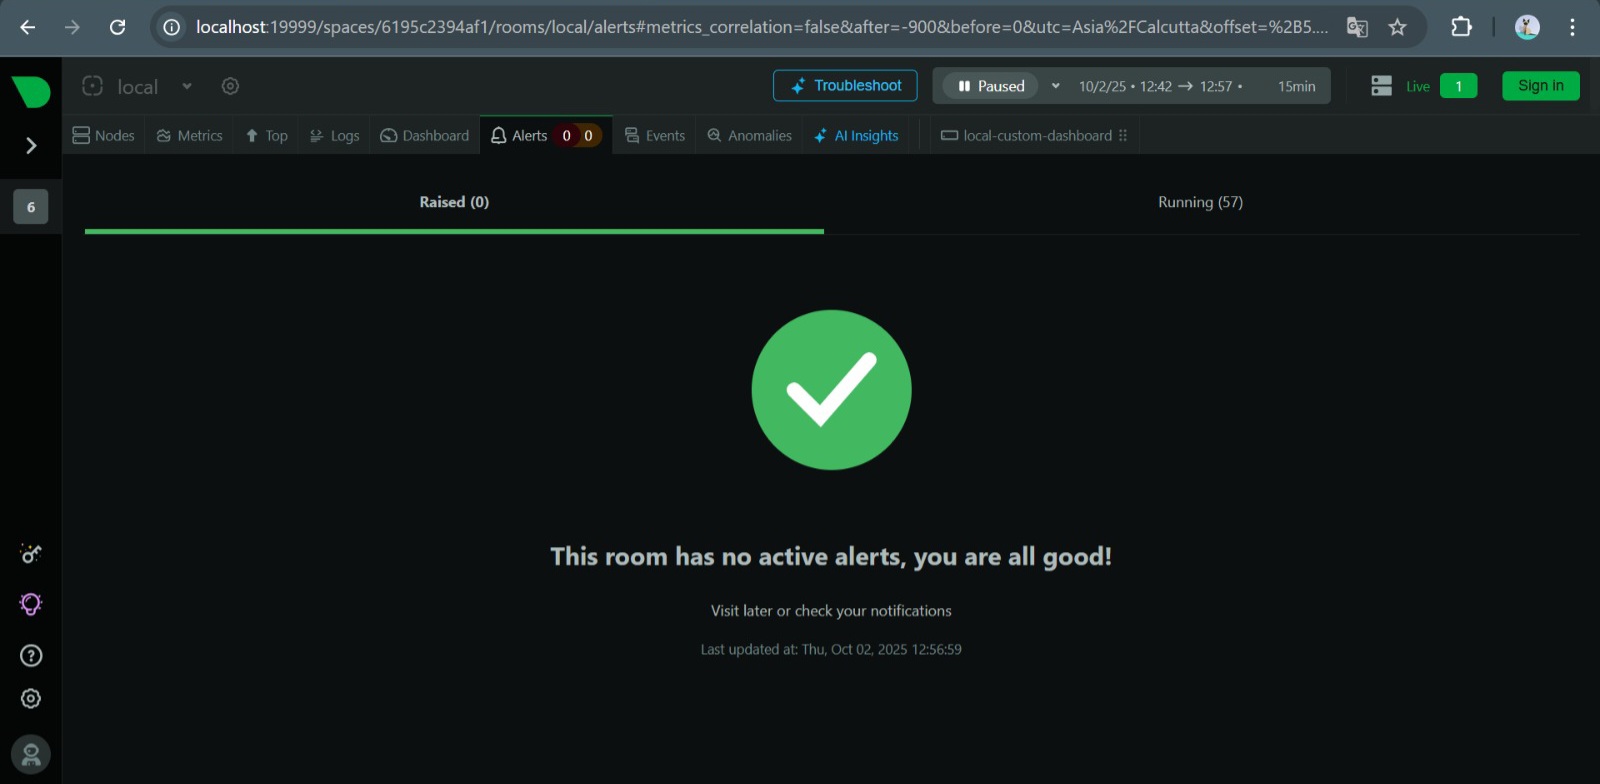 localhost:19999/spaces/6195c2394af1/rooms/local/alerts#metrics_correlation=false&after=-900&before=0&utc=Asia%2FCalcutta&offset=%2B5....
local
Troubleshoot
Paused
10/2/25 • 12:42 → 12:57 •
15min
Live
1
Sign in
Nodes
Metrics
Top
Logs
Dashboard
Alerts
0
0
Events
Anomalies
AI Insights
local-custom-dashboard
6
Raised (0)
Running (57)
This room has no active alerts, you are all good!
Visit later or check your notifications
Last updated at: Thu, Oct 02, 2025 12:56:59